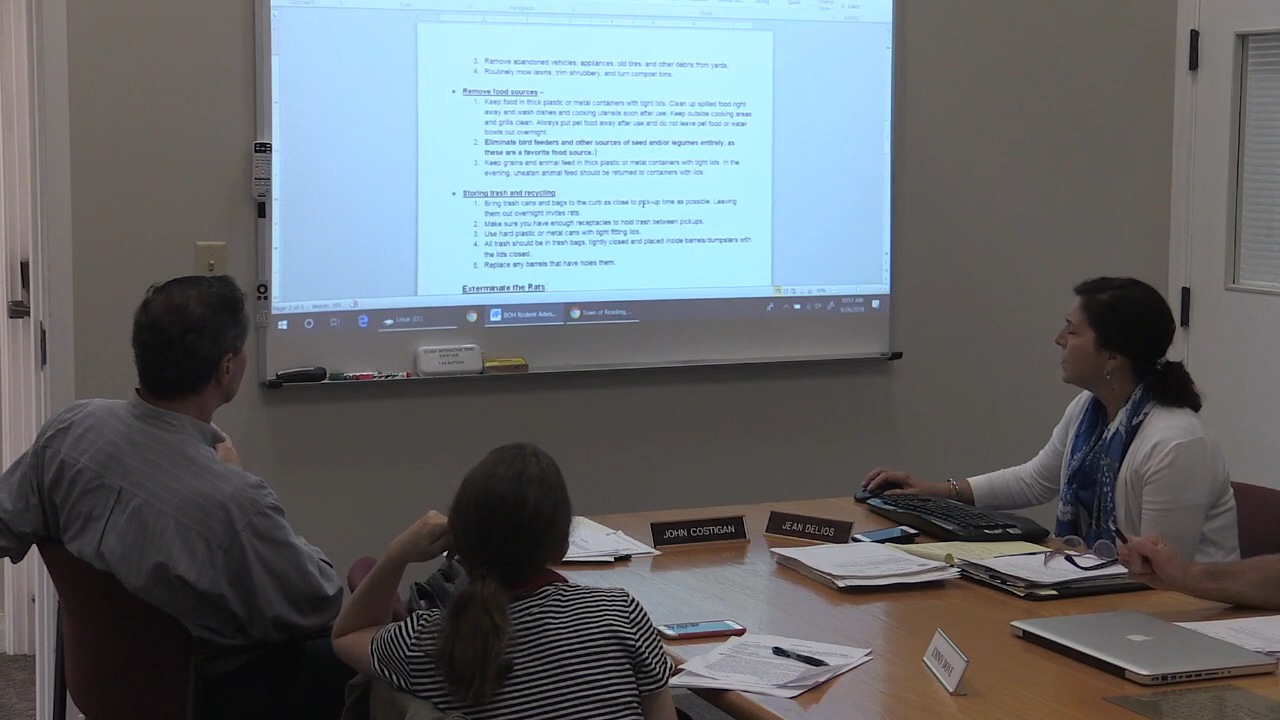 3. Remove abandoned vehicles, appliances, old tires, and other debris from yards.
4. Routinely mow lawns, trim shrubbery, and turn compost bins.
• Remove food sources –
1. Keep food in thick plastic or metal containers with tight lids. Clean up spilled food right
away and wash dishes and cooking utensils soon after use. Keep outside cooking areas
and grills clean. Always put pet food away after use and do not leave pet food or water
bowls out overnight.
2. Eliminate bird feeders and other sources of seed and/or legumes entirely, as
these are a favorite food source.
3. Keep grains and animal feed in thick plastic or metal containers with tight lids. In the
evening, uneaten animal feed should be returned to containers with lids.
• Storing trash and recycling
1. Bring trash cans and bags to the curb as close to pick-up time as possible. Leaving
them out overnight invites rats.
2. Make sure you have enough receptacles to hold trash between pickups.
3. Use hard plastic or metal cans with tight fitting lids.
4. All trash should be in trash bags, tightly closed and placed inside barrels/dumpsters with
the lids closed.
5. Replace any barrels that have holes them.
Exterminate the Rats:
BOH Rodent Advis...
Town of Reading,...
10:51 AM
JOHN COSTIGAN
JEAN DELIOS